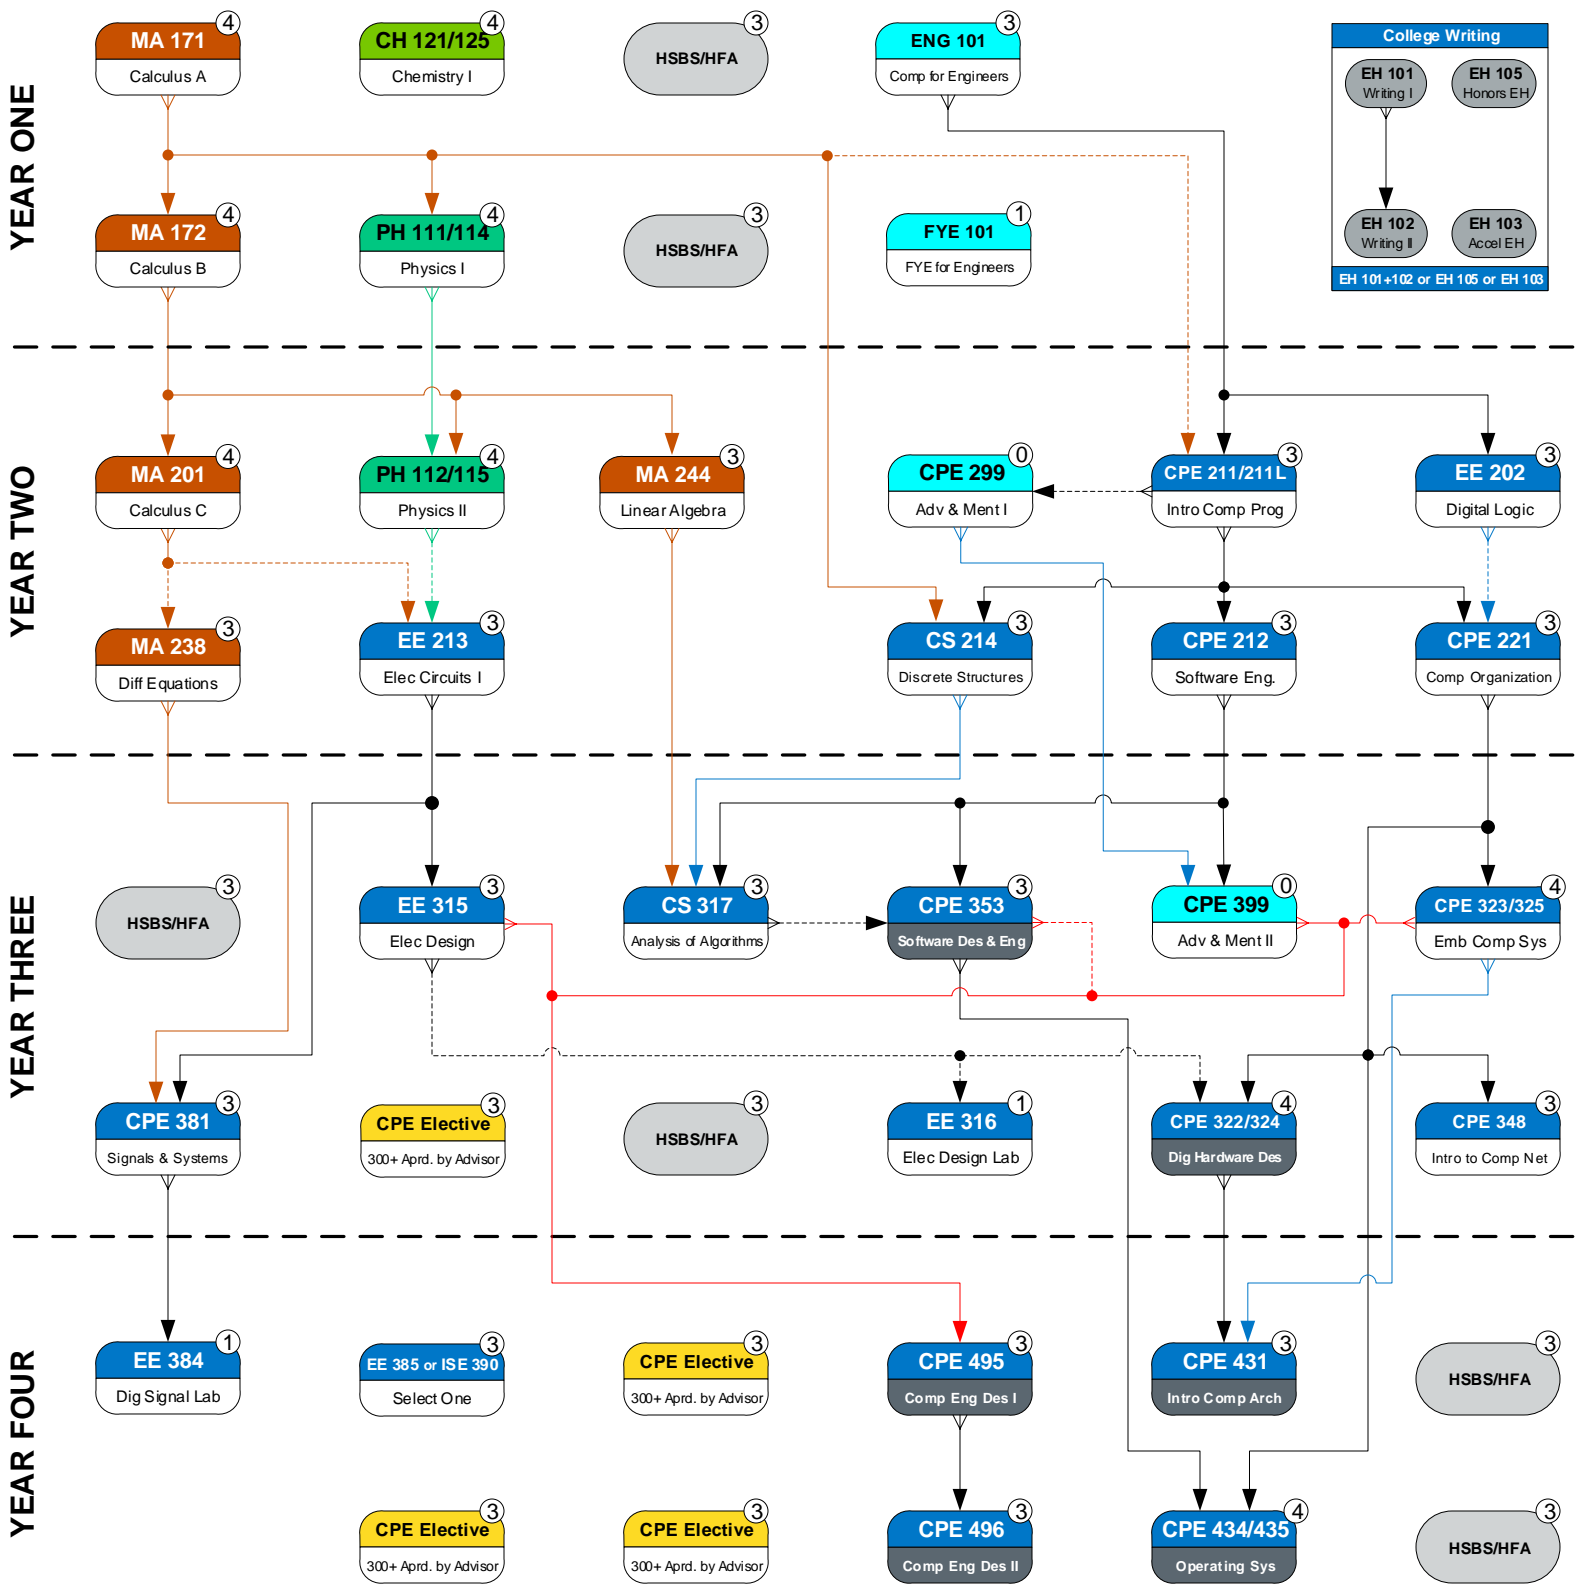 YEAR ONE
4
MA 171
Calculus A
4
CH 121/125
Chemistry I
3
HSBS/HFA
3
ENG 101
Comp for Engineers
College Writing
EH 101
Writing I
EH 105
Honors EH
EH 102
Writing II
EH 103
Accel EH
EH 101+102 or EH 105 or EH 103
4
MA 172
Calculus B
4
PH 111/114
Physics I
3
HSBS/HFA
1
FYE 101
FYE for Engineers
YEAR TWO
4
MA 201
Calculus C
4
PH 112/115
Physics II
3
MA 244
Linear Algebra
0
CPE 299
Adv & Ment I
3
CPE 211/211L
Intro Comp Prog
3
EE 202
Digital Logic
3
MA 238
Diff Equations
3
EE 213
Elec Circuits I
3
CS 214
Discrete Structures
3
CPE 212
Software Eng.
3
CPE 221
Comp Organization
YEAR THREE
3
HSBS/HFA
3
EE 315
Elec Design
3
CS 317
Analysis of Algorithms
3
CPE 353
Software Des & Eng
0
CPE 399
Adv & Ment II
4
CPE 323/325
Emb Comp Sys
3
CPE 381
Signals & Systems
3
CPE Elective
300+ Aprd. by Advisor
3
HSBS/HFA
1
EE 316
Elec Design Lab
4
CPE 322/324
Dig Hardware Des
3
CPE 348
Intro to Comp Net
YEAR FOUR
1
EE 384
Dig Signal Lab
3
EE 385 or ISE 390
Select One
3
CPE Elective
300+ Aprd. by Advisor
3
CPE 495
Comp Eng Des I
3
CPE 431
Intro Comp Arch
3
HSBS/HFA
3
CPE Elective
300+ Aprd. by Advisor
3
CPE Elective
300+ Aprd. by Advisor
3
CPE 496
Comp Eng Des II
4
CPE 434/435
Operating Sys
3
HSBS/HFA